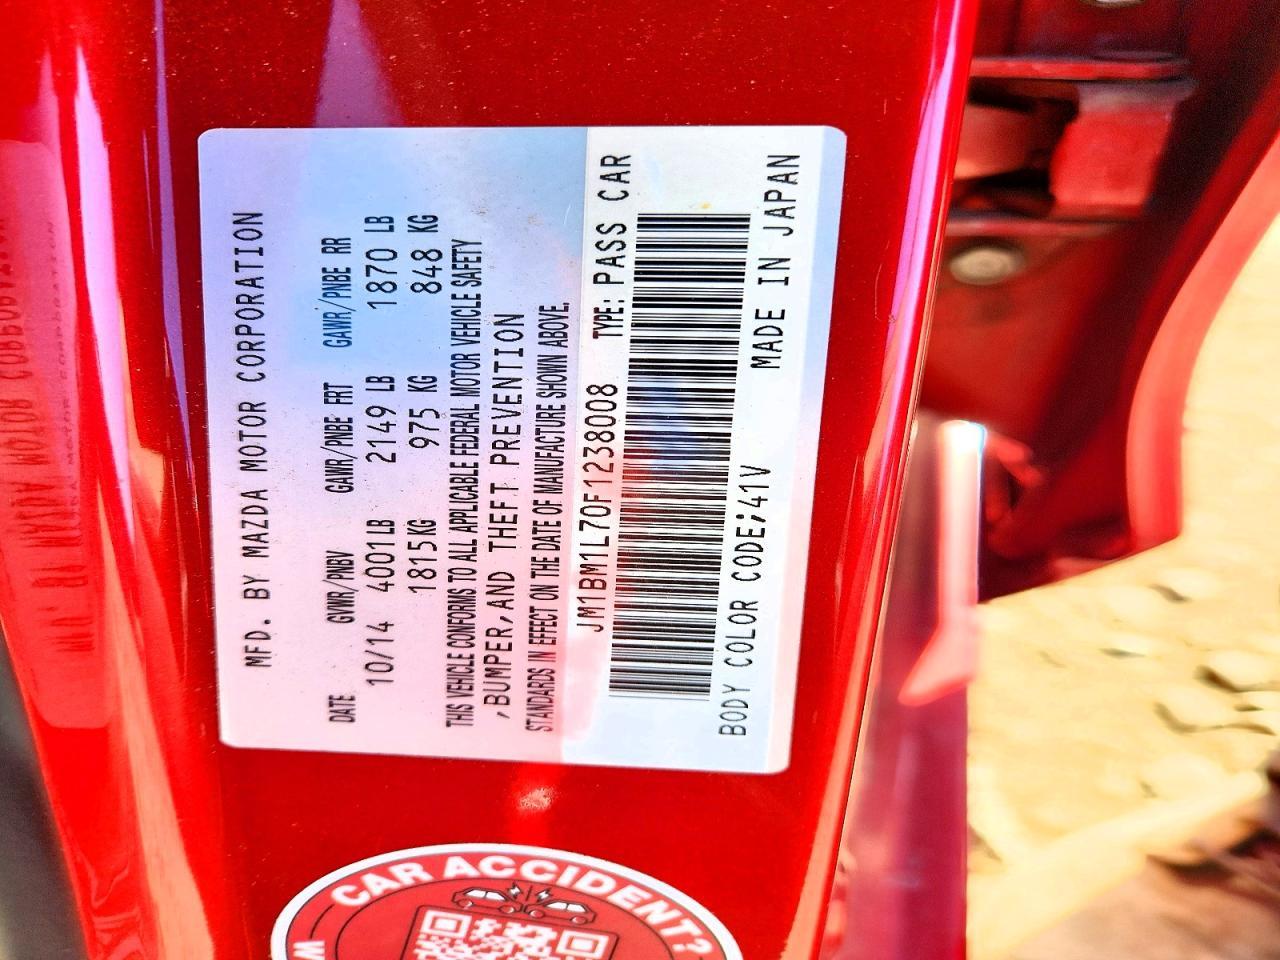 MFD. BY MAZDA MOTOR CORPORATION
DATE GVWR/PNBV GAWR/PNBE FRT GAWR/PNBE RR
10/14 4001LB 2149 LB 1870 LB
1815KG 975 KG 848 KG
THIS VEHICLE CONFORMS TO ALL APPLICABLE FEDERAL MOTOR VEHICLE SAFETY
,BUMPER,AND THEFT PREVENTION
STANDARDS IN EFFECT ON THE DATE OF MANUFACTURE SHOWN ABOVE.
JM1BM1L70F1238008 TYPE: PASS CAR
BODY COLOR CODE;41V MADE IN JAPAN
CAR ACCIDENT?